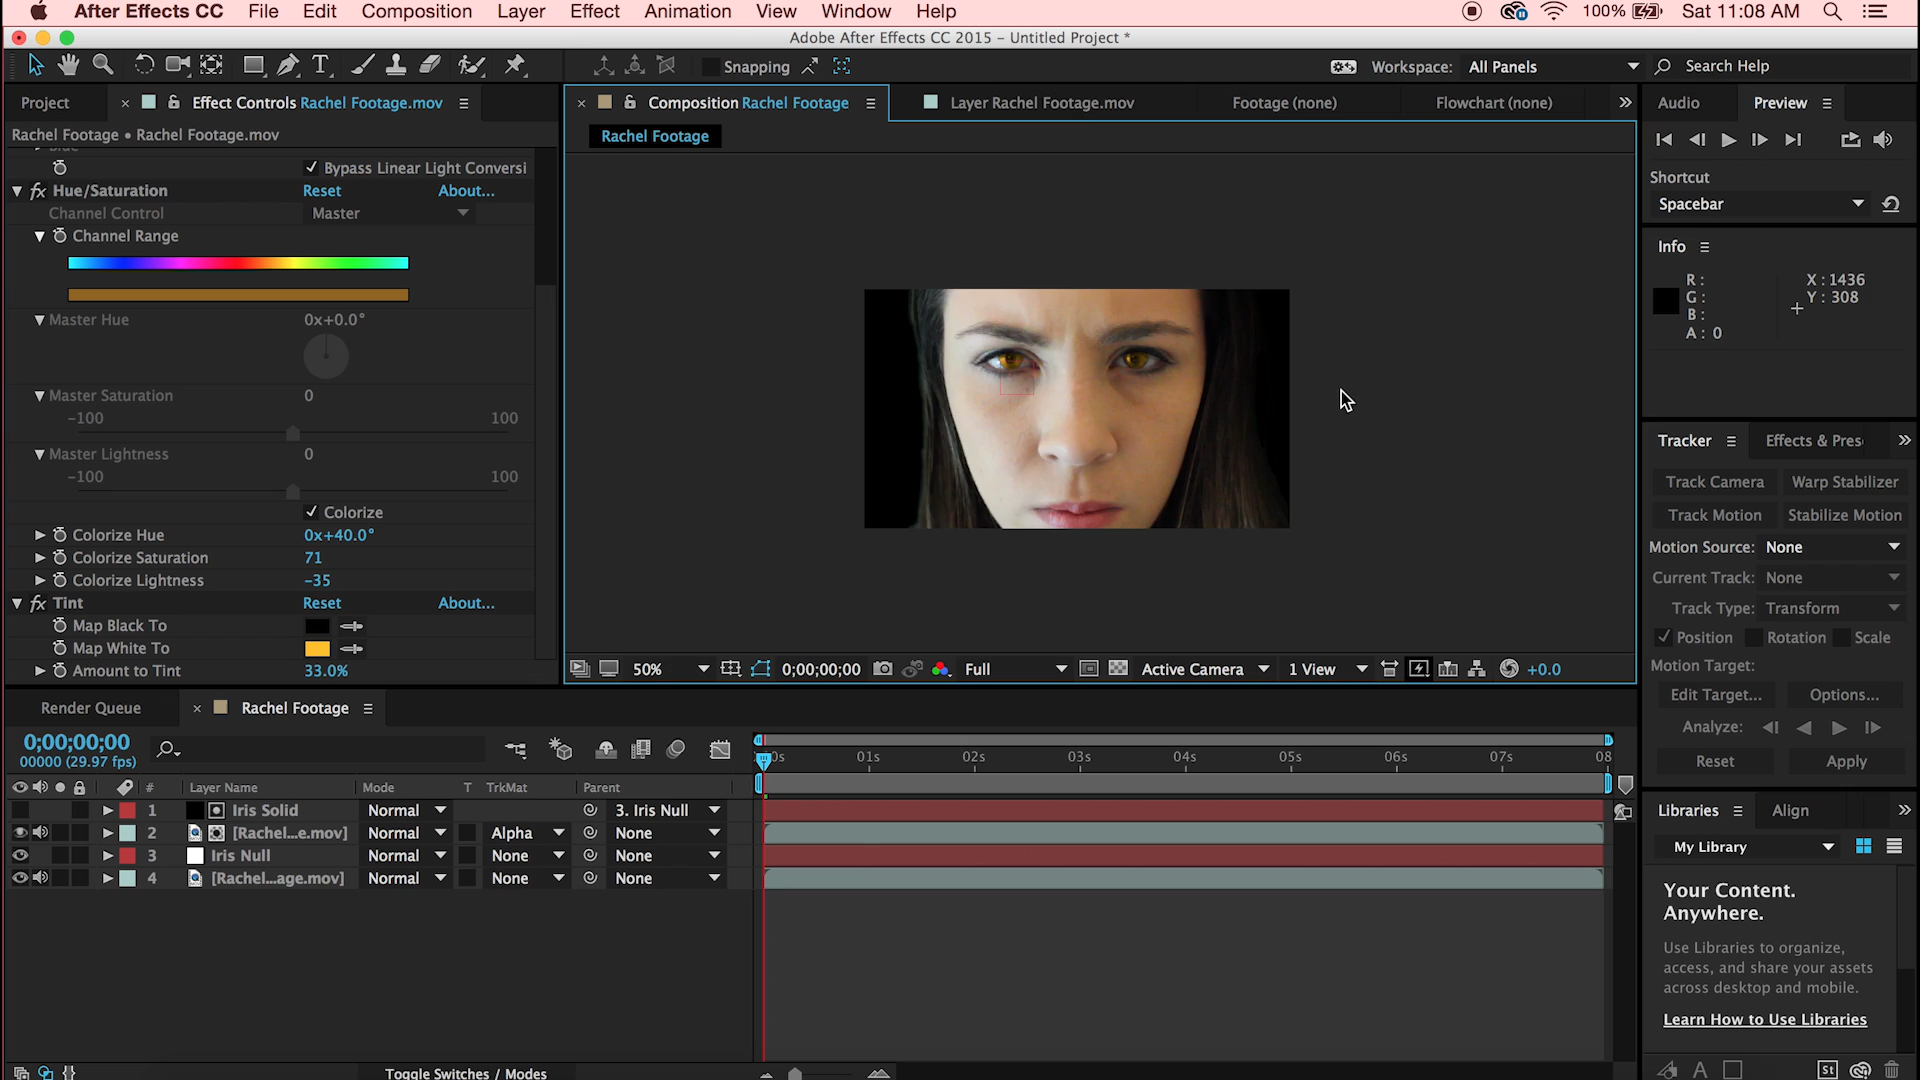 After Effects CC File Edit Composition Layer Effect Animation View Window Help 100% Sat 11:08 AM
Adobe After Effects CC 2015 - Untitled Project *
Snapping Workspace: All Panels Search Help
Project × Effect Controls Rachel Footage.mov
Composition Rachel Footage Layer Rachel Footage.mov Footage (none) Flowchart (none) »
Audio Preview
Rachel Footage • Rachel Footage.mov
Rachel Footage
Bypass Linear Light Conversi
fx Hue/Saturation Reset About...
Channel Control Master
Channel Range
Master Hue 0x+0.0°
Master Saturation 0
-100 100
Master Lightness 0
-100 100
Colorize
Colorize Hue 0x+40.0°
Colorize Saturation 71
Colorize Lightness -35
fx Tint Reset About...
Map Black To
Map White To
Amount to Tint 33.0%
50% 0;00;00;00 Full Active Camera 1 View +0.0
Shortcut
Spacebar
Info
R :
G :
B :
A : 0
X : 1436
Y : 308
Tracker Effects & Pres »
Track Camera Warp Stabilizer
Track Motion Stabilize Motion
Motion Source: None
Current Track: None
Track Type: Transform
Position Rotation Scale
Motion Target:
Edit Target... Options...
Analyze:
Reset Apply
Render Queue × Rachel Footage
0;00;00;00
00000 (29.97 fps)
01s 02s 03s 04s 05s 06s 07s 08
# Layer Name Mode T TrkMat Parent
1 Iris Solid Normal 3. Iris Null
2 [Rachel...e.mov] Normal Alpha None
3 Iris Null Normal None None
4 [Rachel...age.mov] Normal None None
Toggle Switches / Modes
Libraries Align »
My Library
Your Content.
Anywhere.
Use Libraries to organize,
access, and share your assets
across desktop and mobile.
Learn How to Use Libraries
St